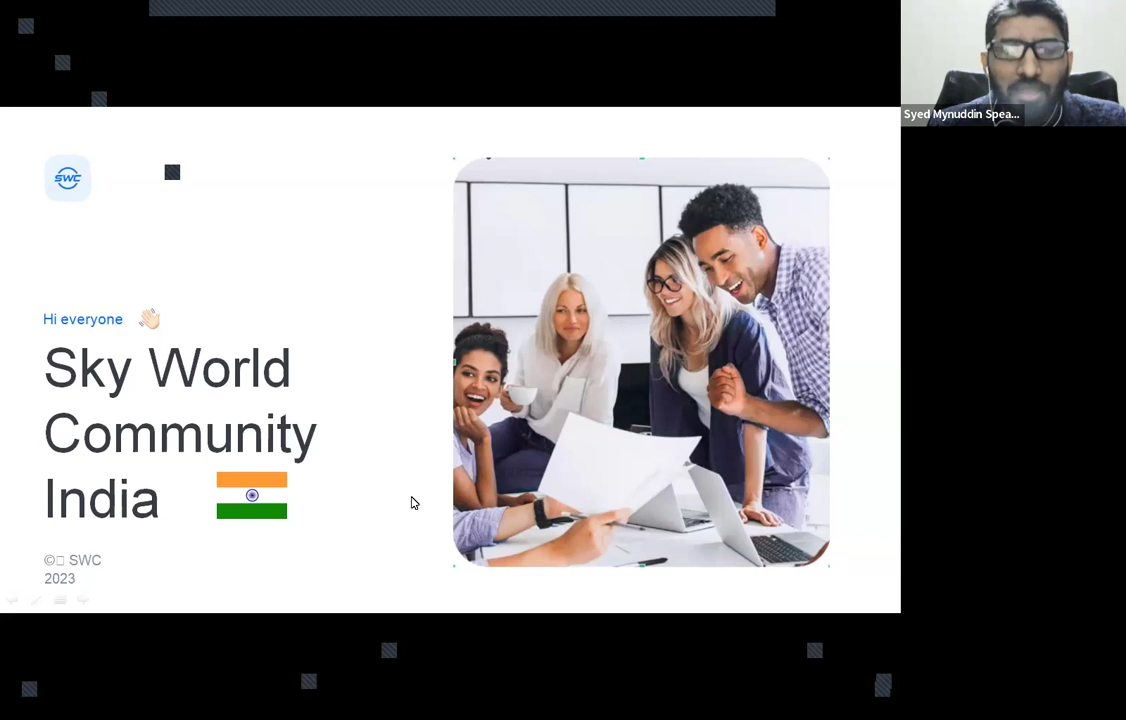 Syed Mynuddin Spea...
SWC
Hi everyone
Sky World
Community
India
© SWC
2023